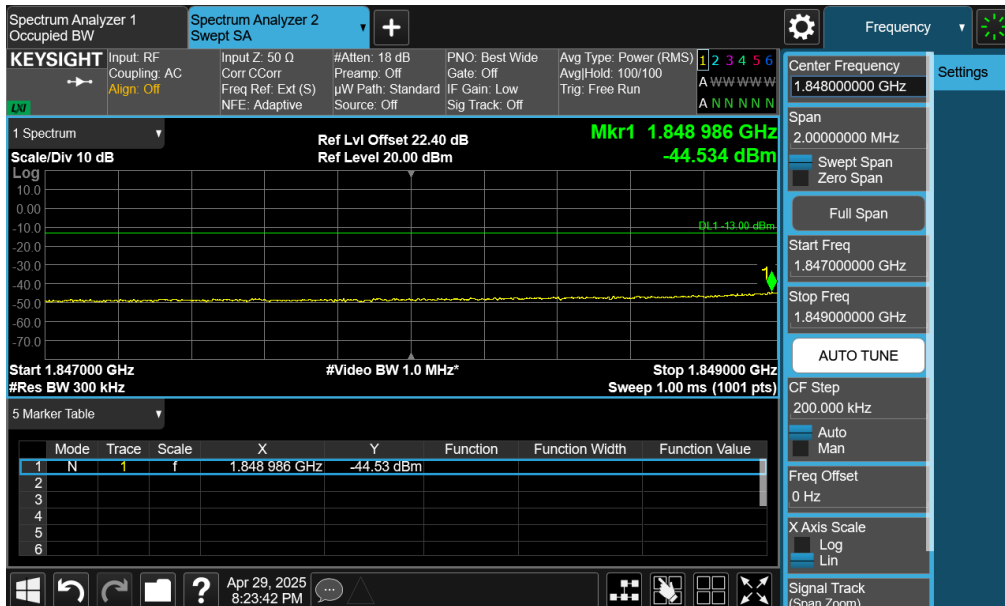 Spectrum Analyzer 1
Occupied BW
Spectrum Analyzer 2
Swept SA
▼
+
Frequency
▼
KEYSIGHT
LXI
Input: RF
Coupling: AC
Align: Off
Input Z: 50 Ω
Corr CCorr
Freq Ref: Ext (S)
NFE: Adaptive
#Atten: 18 dB
Preamp: Off
µW Path: Standard
Source: Off
PNO: Best Wide
Gate: Off
IF Gain: Low
Sig Track: Off
Avg Type: Power (RMS)
Avg|Hold: 100/100
Trig: Free Run
1 2 3 4 5 6
A W W W W W
A N N N N N
1 Spectrum ▼
Scale/Div 10 dB
Ref Lvl Offset 22.40 dB
Ref Level 20.00 dBm
Mkr1 1.848 986 GHz
-44.534 dBm
Log
10.0
0.00
-10.0
-20.0
-30.0
-40.0
-50.0
-60.0
-70.0
DL1 -13.00 dBm
1
Start 1.847000 GHz
#Res BW 300 kHz
#Video BW 1.0 MHz*
Stop 1.849000 GHz
Sweep 1.00 ms (1001 pts)
5 Marker Table ▼
Mode Trace Scale X Y Function Function Width Function Value
1 N 1 f 1.848 986 GHz -44.53 dBm
2
3
4
5
6
?
Apr 29, 2025
8:23:42 PM
Center Frequency
1.848000000 GHz
Settings
Span
2.00000000 MHz
Swept Span
Zero Span
Full Span
Start Freq
1.847000000 GHz
Stop Freq
1.849000000 GHz
AUTO TUNE
CF Step
200.000 kHz
Auto
Man
Freq Offset
0 Hz
X Axis Scale
Log
Lin
Signal Track
(Span Zoom)